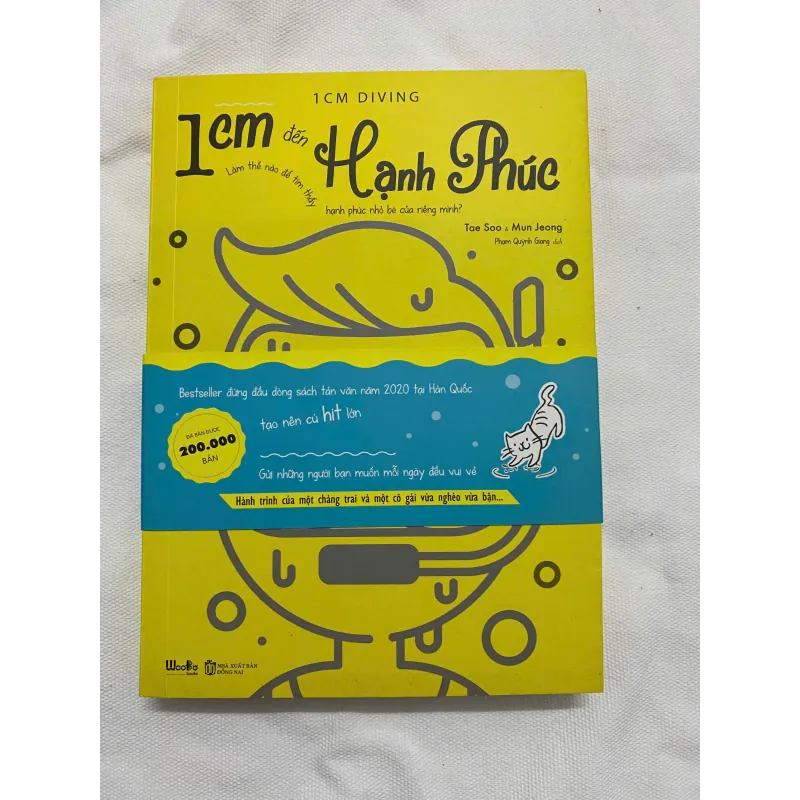 1CM DIVING
1cm đến Hạnh Phúc
Làm thế nào để tìm thấy
hạnh phúc nhỏ bé của riêng mình?
Tae Soo & Mun Jeong
Phạm Quỳnh Giang dịch
Bestseller đứng đầu dòng sách tản văn năm 2020 tại Hàn Quốc
tạo nên cú hit lớn
ĐÃ BÁN ĐƯỢC
200.000
BẢN
Gửi những người bạn muốn mỗi ngày đều vui vẻ
Hành trình của một chàng trai và một cô gái vừa nghèo vừa bận...
WooBo
books
NHÀ XUẤT BẢN
ĐỒNG NAI